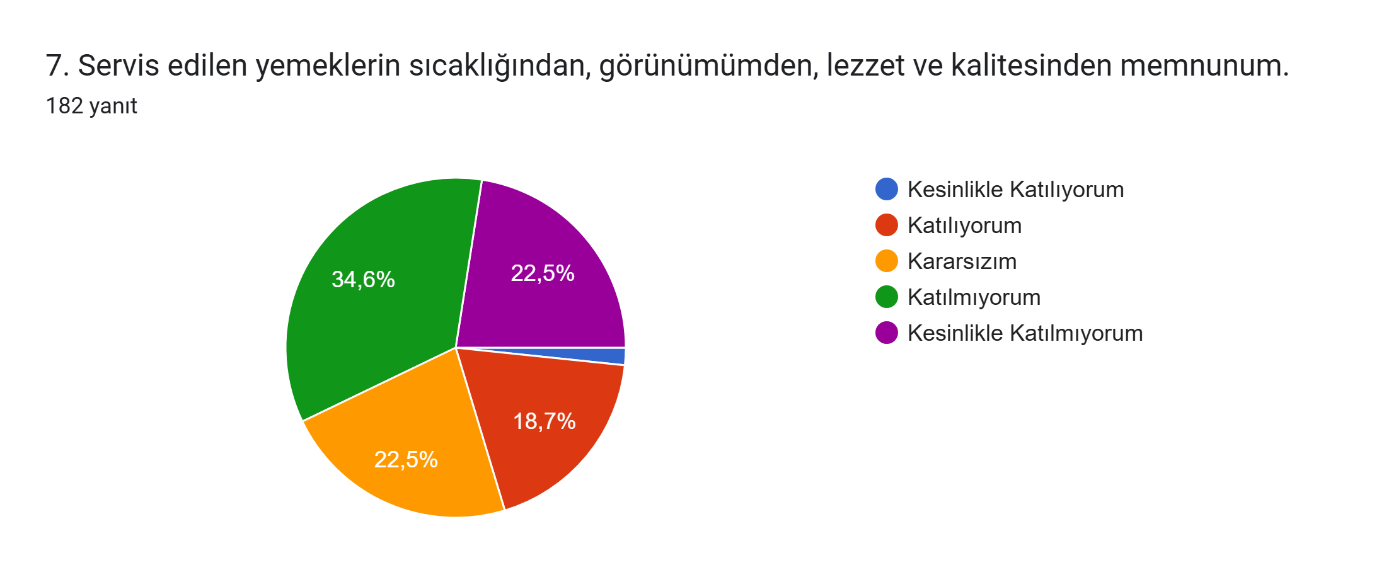 7. Servis edilen yemeklerin sıcaklığından, görünümümden, lezzet ve kalitesinden memnunum.
182 yanıt
Kesinlikle Katılıyorum
Katılıyorum
Kararsızım
Katılmıyorum
Kesinlikle Katılmıyorum
34,6%
22,5%
18,7%
22,5%